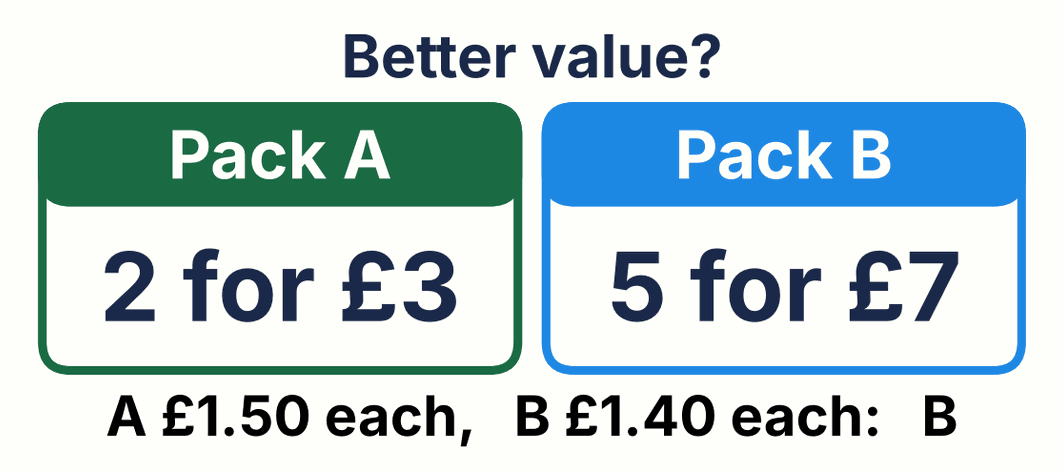 Better value?
Pack A
2 for £3
Pack B
5 for £7
A £1.50 each, B £1.40 each: B